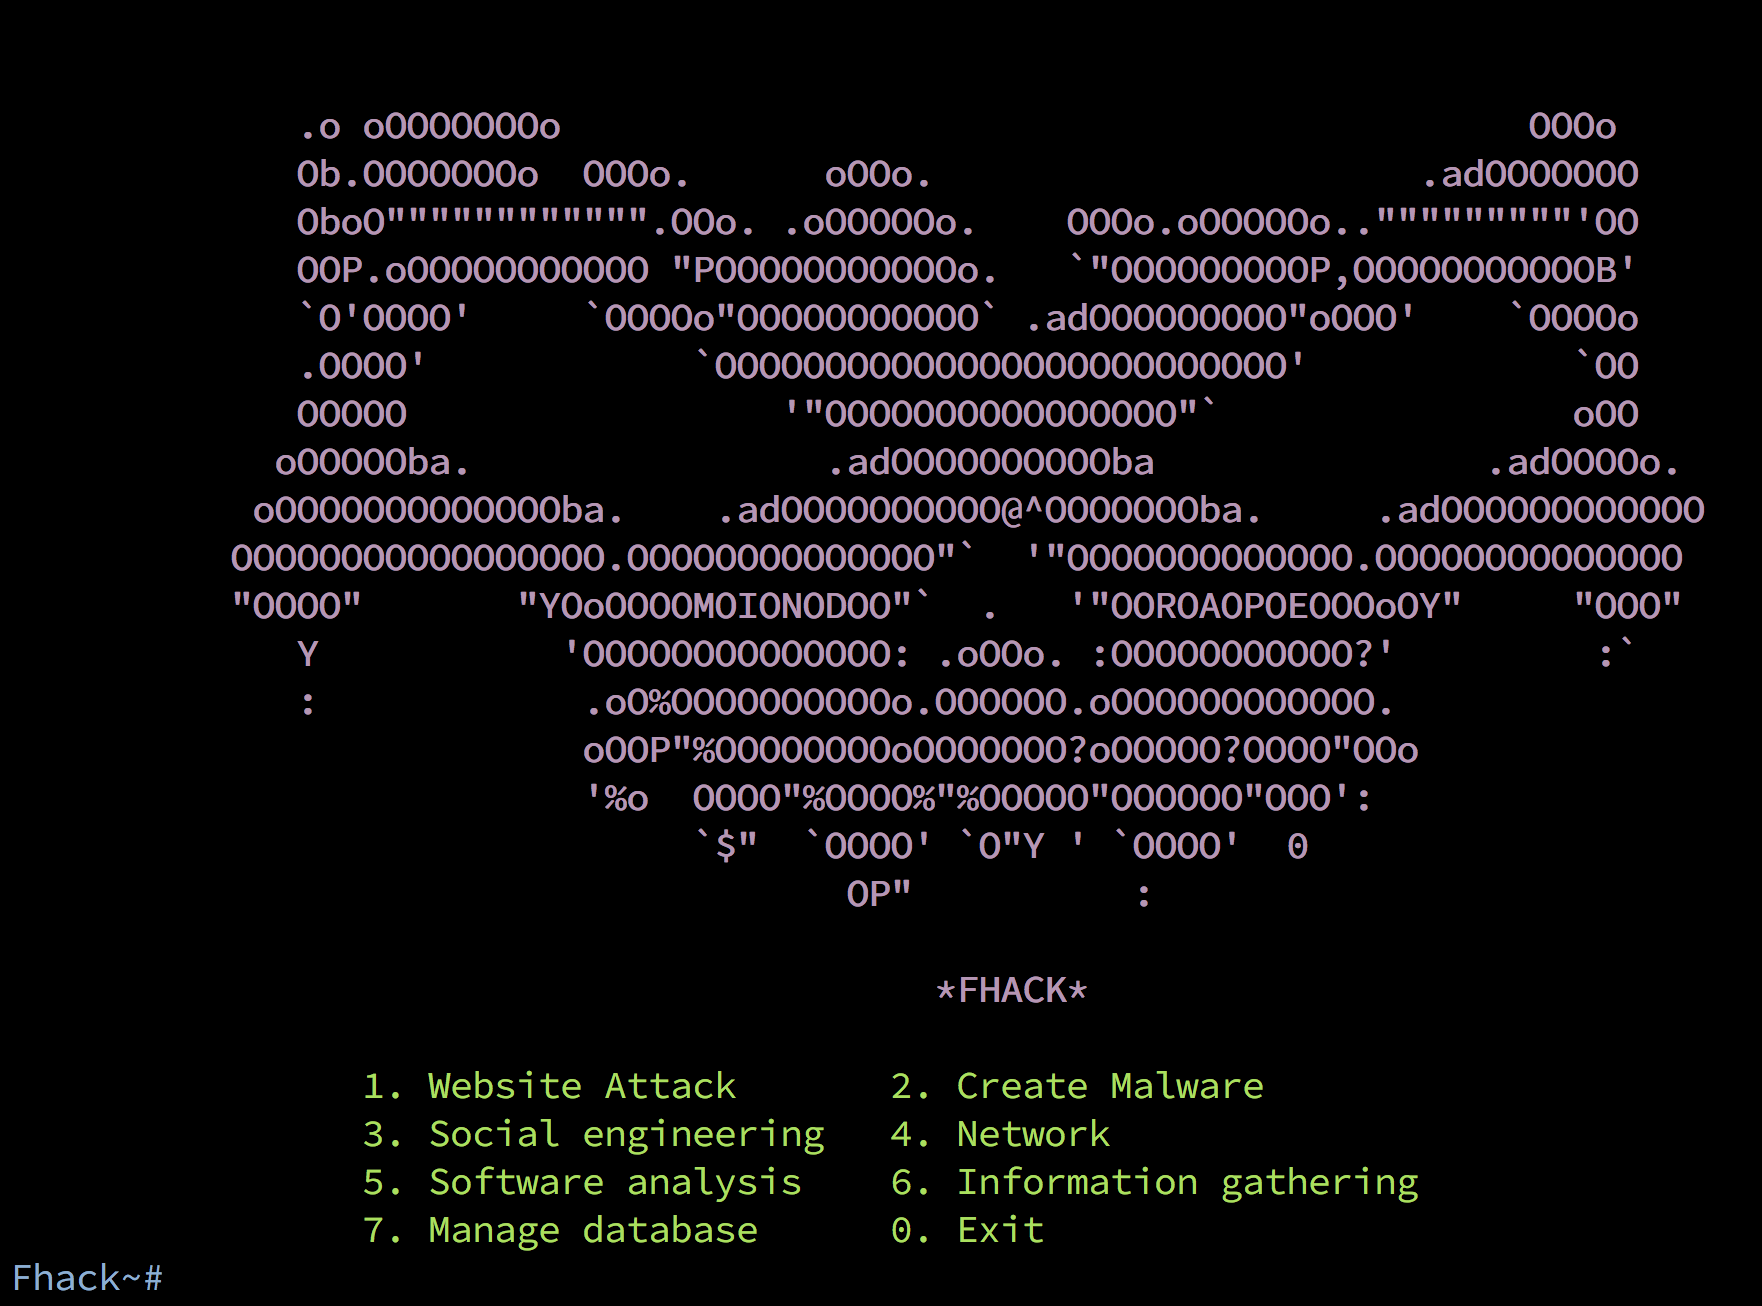 .o oOOOOOOOo                                            OOOo
Ob.OOOOOOOo  OOOo.      oOOo.                      .adOOOOOOO
OboO"""""""""""".OOo. .oOOOOOo.    OOOo.oOOOOOo.."""""""""'OO
OOP.oOOOOOOOOOOO "POOOOOOOOOOOo.   `"OOOOOOOOOP,OOOOOOOOOOOB'
`O'OOOO'     `OOOOo"OOOOOOOOOOO` .adOOOOOOOOO"oOOO'    `OOOOo
.OOOO'            `OOOOOOOOOOOOOOOOOOOOOOOOOO'            `OO
OOOOO                 '"OOOOOOOOOOOOOOOO"`                oOO
oOOOOOba.                .adOOOOOOOOOOba               .adOOOOo.
oOOOOOOOOOOOOOba.    .adOOOOOOOOOO@^OOOOOOOba.     .adOOOOOOOOOOOO
OOOOOOOOOOOOOOOOO.OOOOOOOOOOOOOO"`  '"OOOOOOOOOOOOO.OOOOOOOOOOOOOO
"OOOO"       "YOoOOOOMOIONODOO"`  .   '"OOROAOPOEOOOoOY"     "OOO"
Y           'OOOOOOOOOOOOOO: .oOOo. :OOOOOOOOOOO?'         :`
:            .oO%OOOOOOOOOOo.OOOOOO.oOOOOOOOOOOOO.
oOOP"%OOOOOOOOoOOOOOOO?oOOOOO?OOOO"OOo
'%o  OOOO"%OOOO%"%OOOOO"OOOOOO"OOO':
`$"  `OOOO' `O"Y ' `OOOO'  0
OP"          :
*FHACK*
1. Website Attack       2. Create Malware
3. Social engineering   4. Network
5. Software analysis    6. Information gathering
7. Manage database      0. Exit
Fhack~#